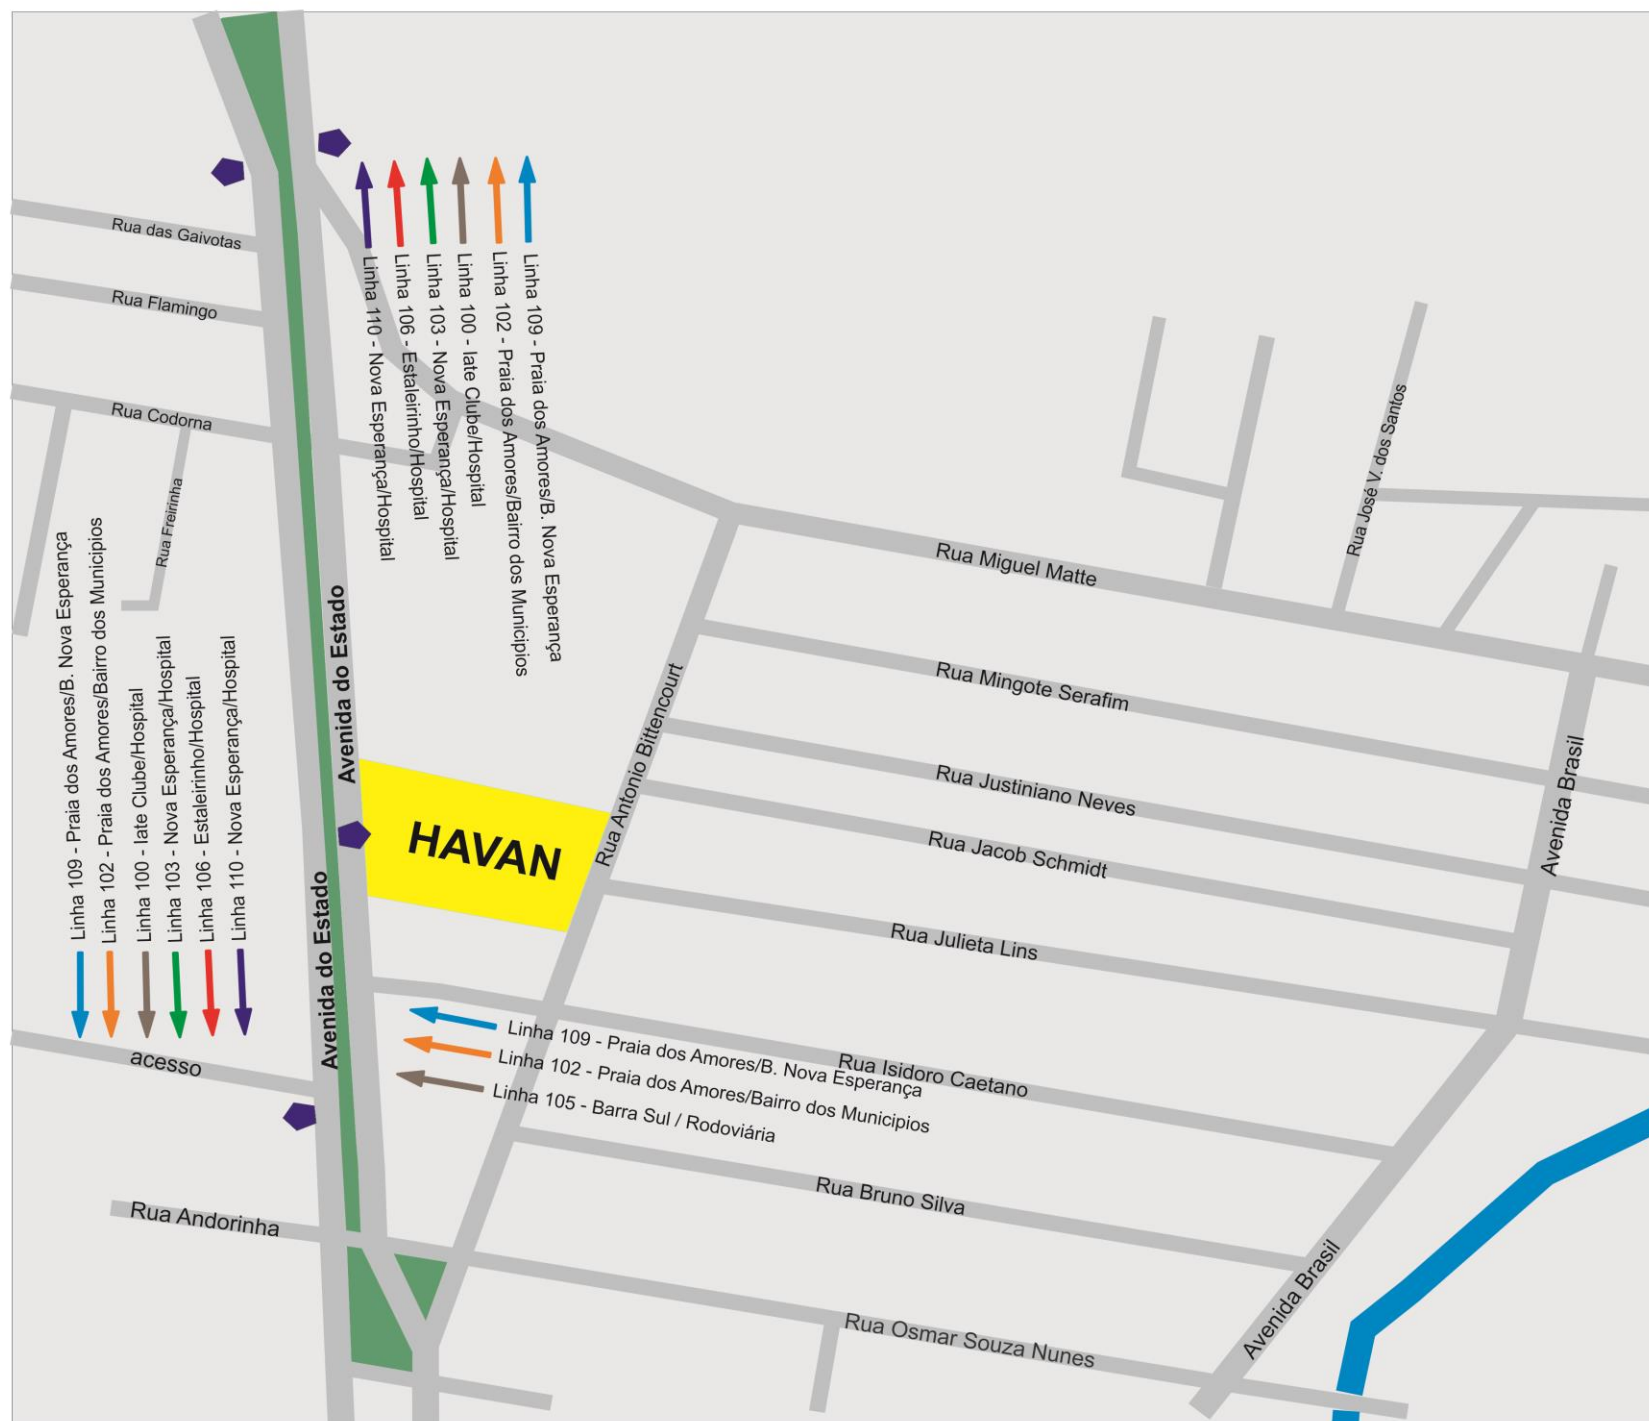 Rua das Gaivotas
Rua Flamingo
Rua Codorna
Rua Freirinha
Linha 110 - Nova Esperança/Hospital
Linha 106 - Estaleirinho/Hospital
Linha 103 - Nova Esperança/Hospital
Linha 100 - Iate Clube/Hospital
Linha 102 - Praia dos Amores/Bairro dos Municipios
Linha 109 - Praia dos Amores/B. Nova Esperança
Rua José V. dos Santos
Rua Miguel Matte
Linha 109 - Praia dos Amores/B. Nova Esperança
Linha 102 - Praia dos Amores/Bairro dos Municipios
Linha 100 - Iate Clube/Hospital
Linha 103 - Nova Esperança/Hospital
Linha 106 - Estaleirinho/Hospital
Linha 110 - Nova Esperança/Hospital
Avenida do Estado
Avenida do Estado
HAVAN
Rua Antonio Bittencourt
Rua Mingote Serafim
Rua Justiniano Neves
Rua Jacob Schmidt
Avenida Brasil
Rua Julieta Lins
acesso
Linha 109 - Praia dos Amores/B. Nova Esperança
Linha 102 - Praia dos Amores/Bairro dos Municipios
Linha 105 - Barra Sul / Rodoviária
Rua Isidoro Caetano
Rua Bruno Silva
Rua Andorinha
Avenida Brasil
Rua Osmar Souza Nunes